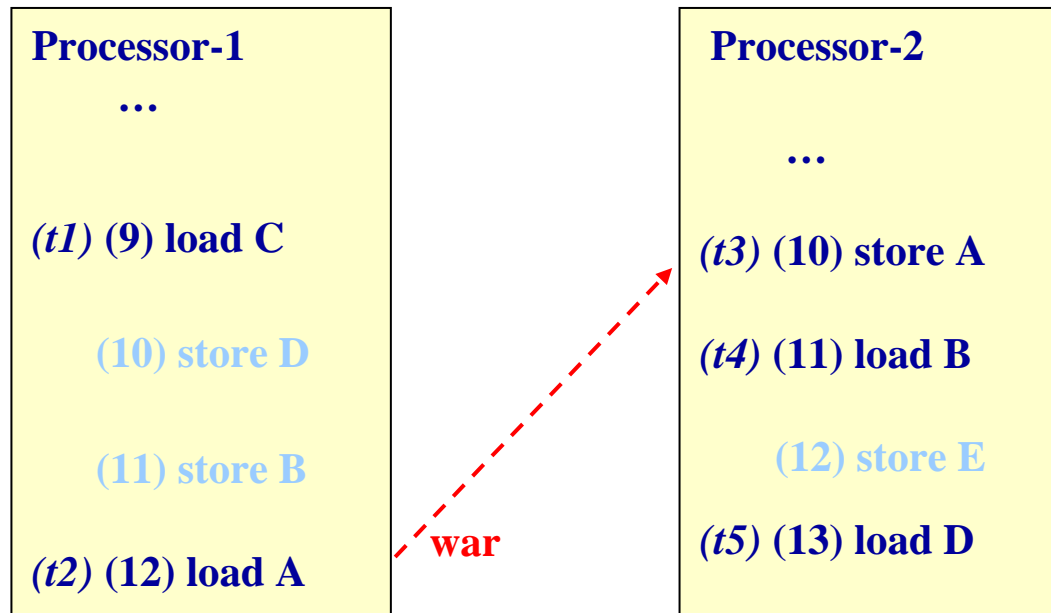 Processor-1
...
(t1) (9) load C
(10) store D
(11) store B
(t2) (12) load A
war
Processor-2
...
(t3) (10) store A
(t4) (11) load B
(12) store E
(t5) (13) load D